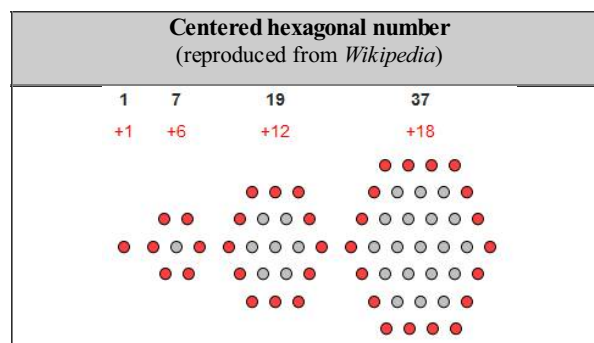 Centered hexagonal number
(reproduced from Wikipedia)
1 7 19 37
+1 +6 +12 +18